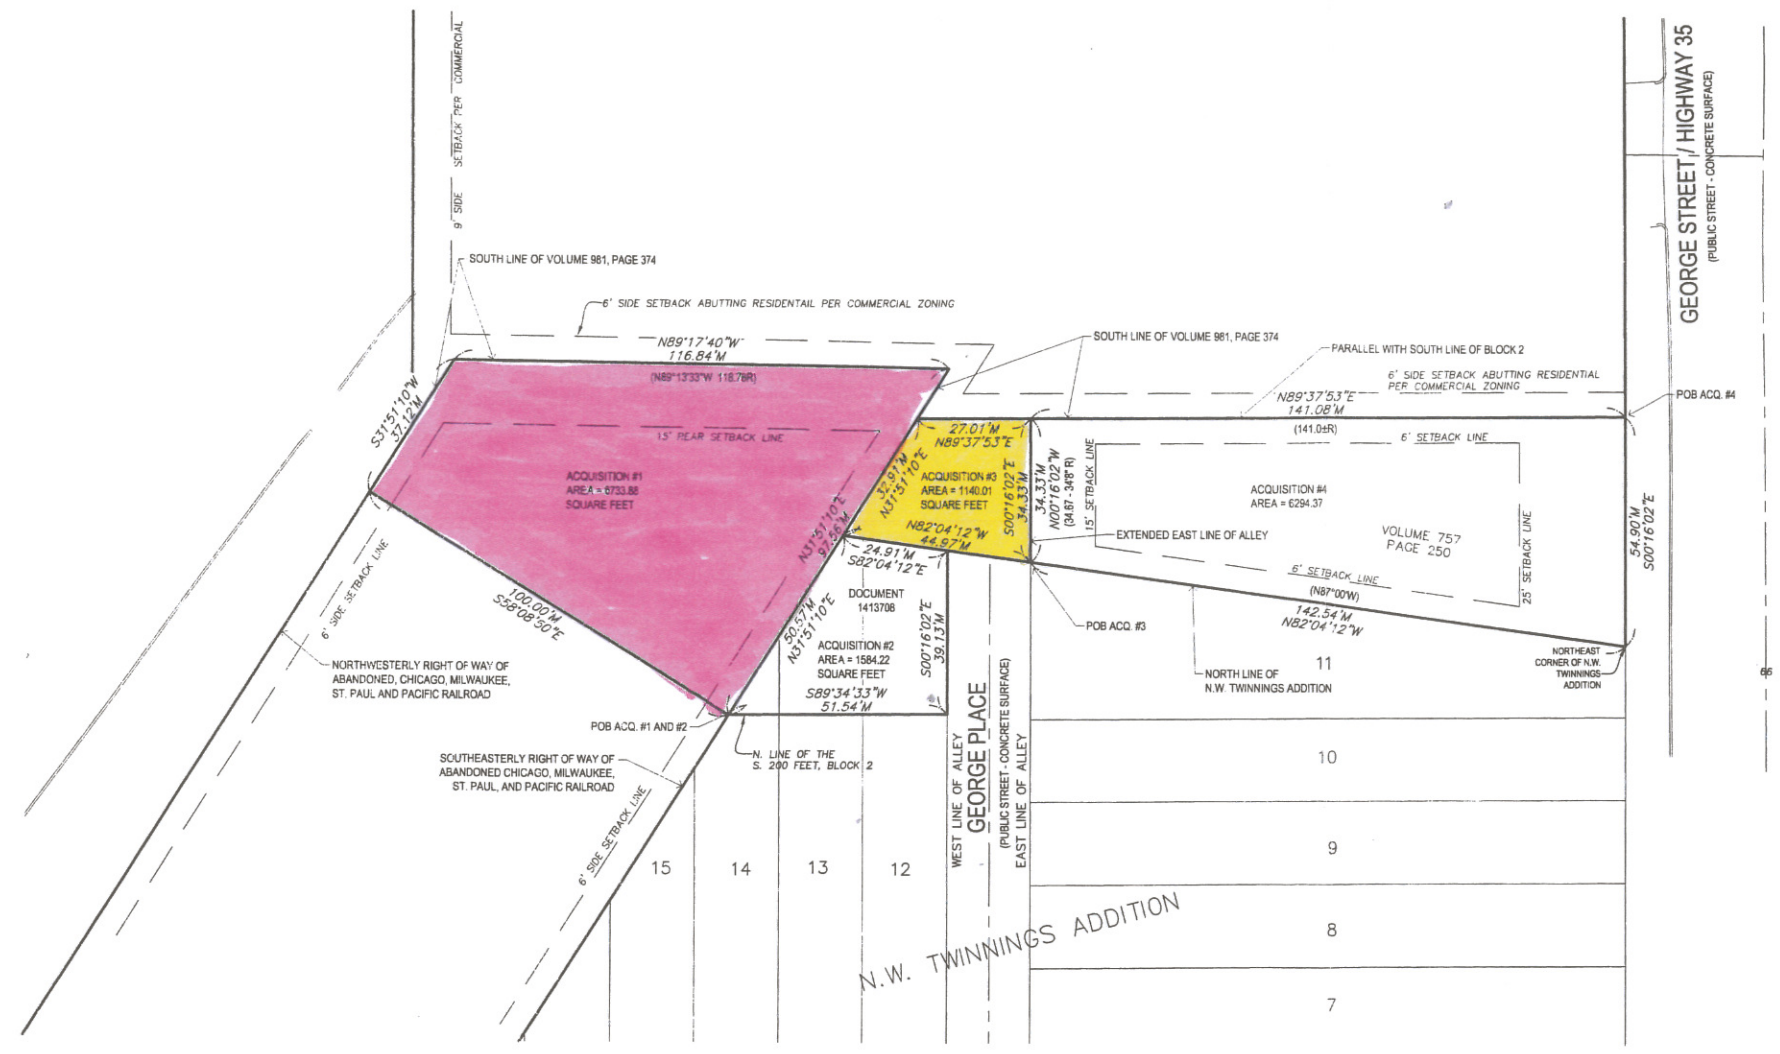 9' SIDE SETBACK PER COMMERCIAL
GEORGE STREET / HIGHWAY 35
(PUBLIC STREET - CONCRETE SURFACE)
SOUTH LINE OF VOLUME 981, PAGE 374
6' SIDE SETBACK ABUTTING RESIDENTAIL PER COMMERCIAL ZONING
N89°17'40"W
116.84'M
(N89°13'33"W 118.78R)
SOUTH LINE OF VOLUME 981, PAGE 374
PARALLEL WITH SOUTH LINE OF BLOCK 2
6' SIDE SETBACK ABUTTING RESIDENTIAL
PER COMMERCIAL ZONING
N89°37'53"E
141.08'M
(141.0±R)
POB ACQ. #4
S31°51'10"W
37.12'M
15' REAR SETBACK LINE
27.01'M
N89°37'53"E
6' SETBACK LINE
ACQUISITION #1
AREA = 6733.88
SQUARE FEET
32.91'M
N31°51'10"E
ACQUISITION #3
AREA = 1140.01
SQUARE FEET
S00°16'02"E
34.33'M
34.33'M
N00°16'02"W
(34.67 - 34'8" R)
15' SETBACK LINE
ACQUISITION #4
AREA = 6294.37
VOLUME 757
PAGE 250
25' SETBACK LINE
54.90'M
S00°16'02"E
N31°51'10"E
97.56'M
N82°04'12"W
44.97'M
EXTENDED EAST LINE OF ALLEY
24.91'M
S82°04'12"E
6' SETBACK LINE
(N87°00'W)
142.54'M
N82°04'12"W
6' SIDE SETBACK LINE
100.00'M
S58°08'50"E
DOCUMENT
1413708
50.57'M
N31°51'10"E
ACQUISITION #2
AREA = 1584.22
SQUARE FEET
S00°16'02"E
39.13'M
S89°34'33"W
51.54'M
POB ACQ. #3
NORTHEAST
CORNER OF N.W.
TWINNINGS
ADDITION
66
NORTHWESTERLY RIGHT OF WAY OF
ABANDONED, CHICAGO, MILWAUKEE,
ST. PAUL AND PACIFIC RAILROAD
NORTH LINE OF
N.W. TWINNINGS ADDITION
11
POB ACQ. #1 AND #2
SOUTHEASTERLY RIGHT OF WAY OF
ABANDONED CHICAGO, MILWAUKEE,
ST. PAUL, AND PACIFIC RAILROAD
N. LINE OF THE
S. 200 FEET, BLOCK 2
WEST LINE OF ALLEY
GEORGE PLACE
(PUBLIC STREET - CONCRETE SURFACE)
EAST LINE OF ALLEY
10
6' SIDE SETBACK LINE
15
14
13
12
9
N.W. TWINNINGS ADDITION
8
7